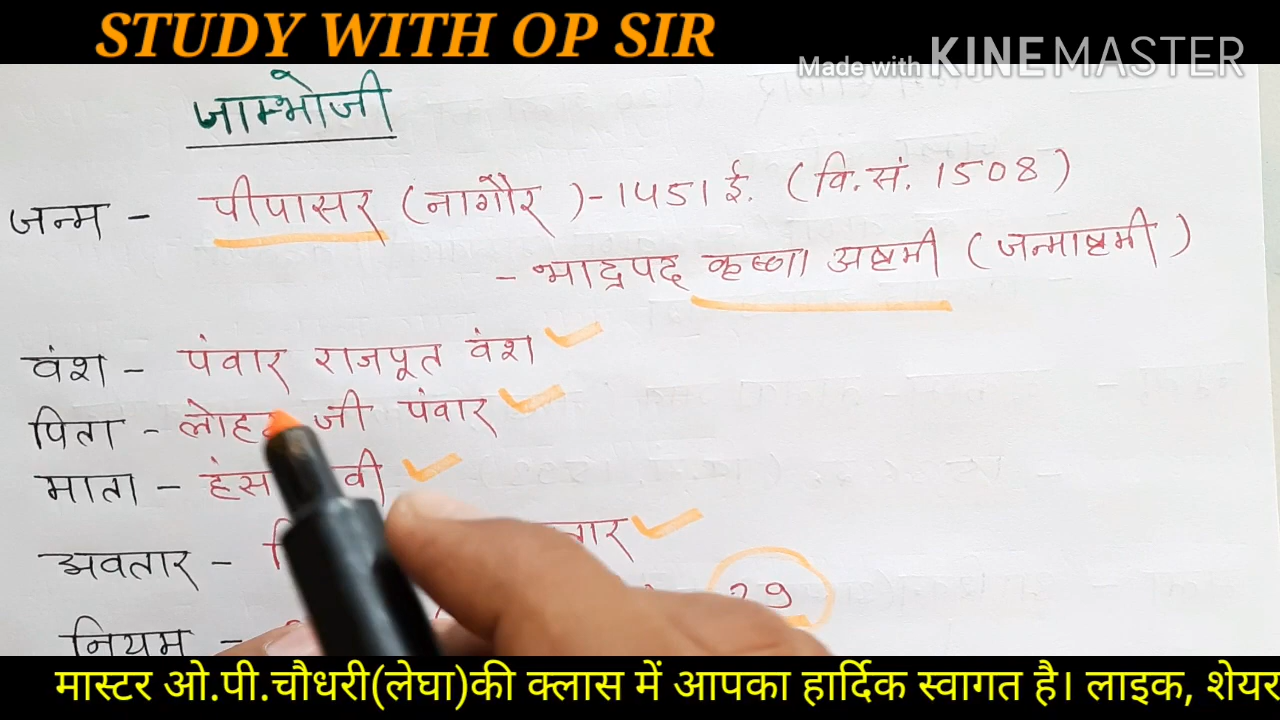 STUDY WITH OP SIR
Made with KINEMASTER
जाम्भोजी
जन्म - पीपासर (नागौर) - 1451 ई. (वि.सं. 1508)
- भाद्रपद कृष्णा अष्टमी (जन्माष्टमी)
वंश - पंवार राजपूत वंश
पिता - जी पंवार
माता -
अवतार -
नियम - 29
मास्टर ओ.पी.चौधरी(लेघा)की क्लास में आपका हार्दिक स्वागत है। लाइक, शेयर